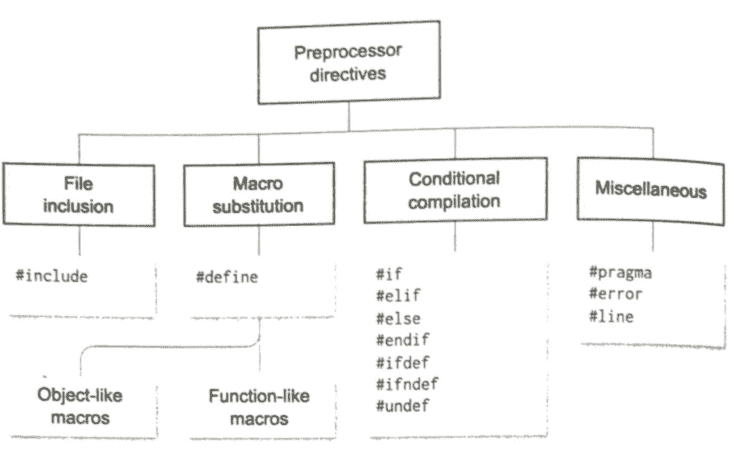 Preprocessor
directives
File
inclusion
Macro
substitution
Conditional
compilation
Miscellaneous
#include
#define
#if
#elif
#else
#endif
#ifdef
#ifndef
#undef
#pragma
#error
#line
Object-like
macros
Function-like
macros